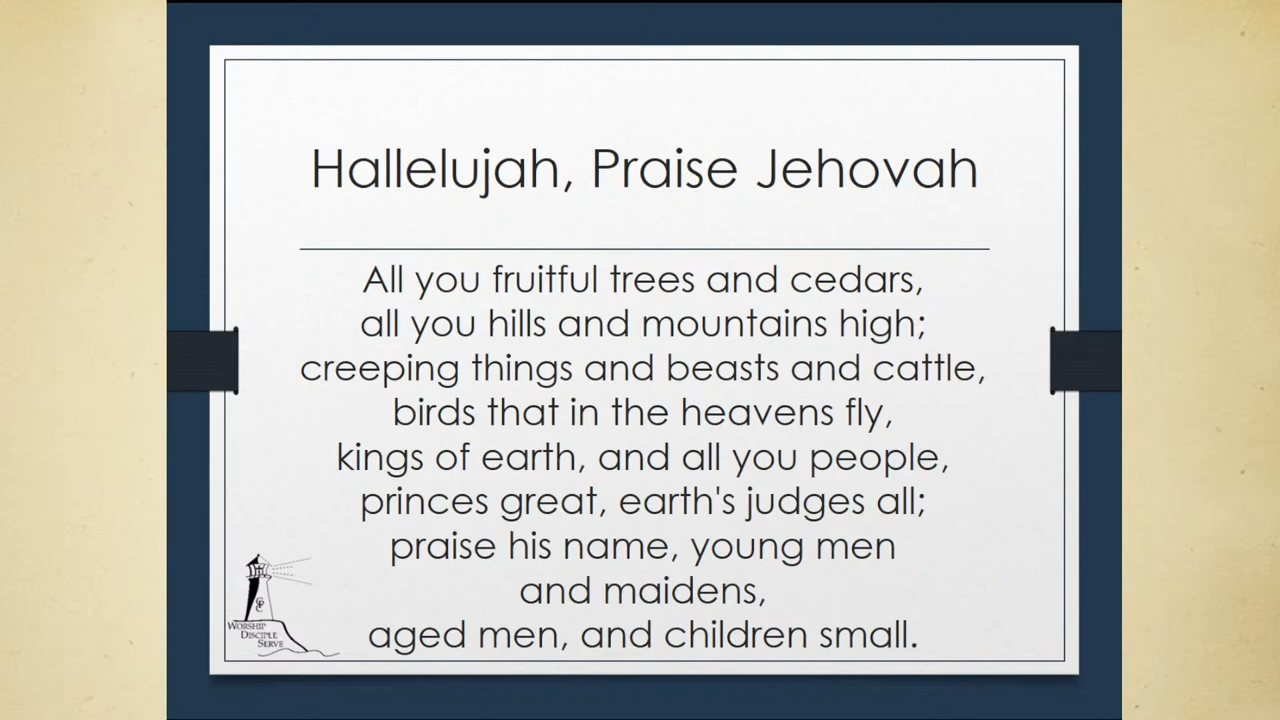 Hallelujah, Praise Jehovah
All you fruitful trees and cedars,
all you hills and mountains high;
creeping things and beasts and cattle,
birds that in the heavens fly,
kings of earth, and all you people,
princes great, earth's judges all;
praise his name, young men
and maidens,
aged men, and children small.
WORSHIP
DISCIPLE
SERVE